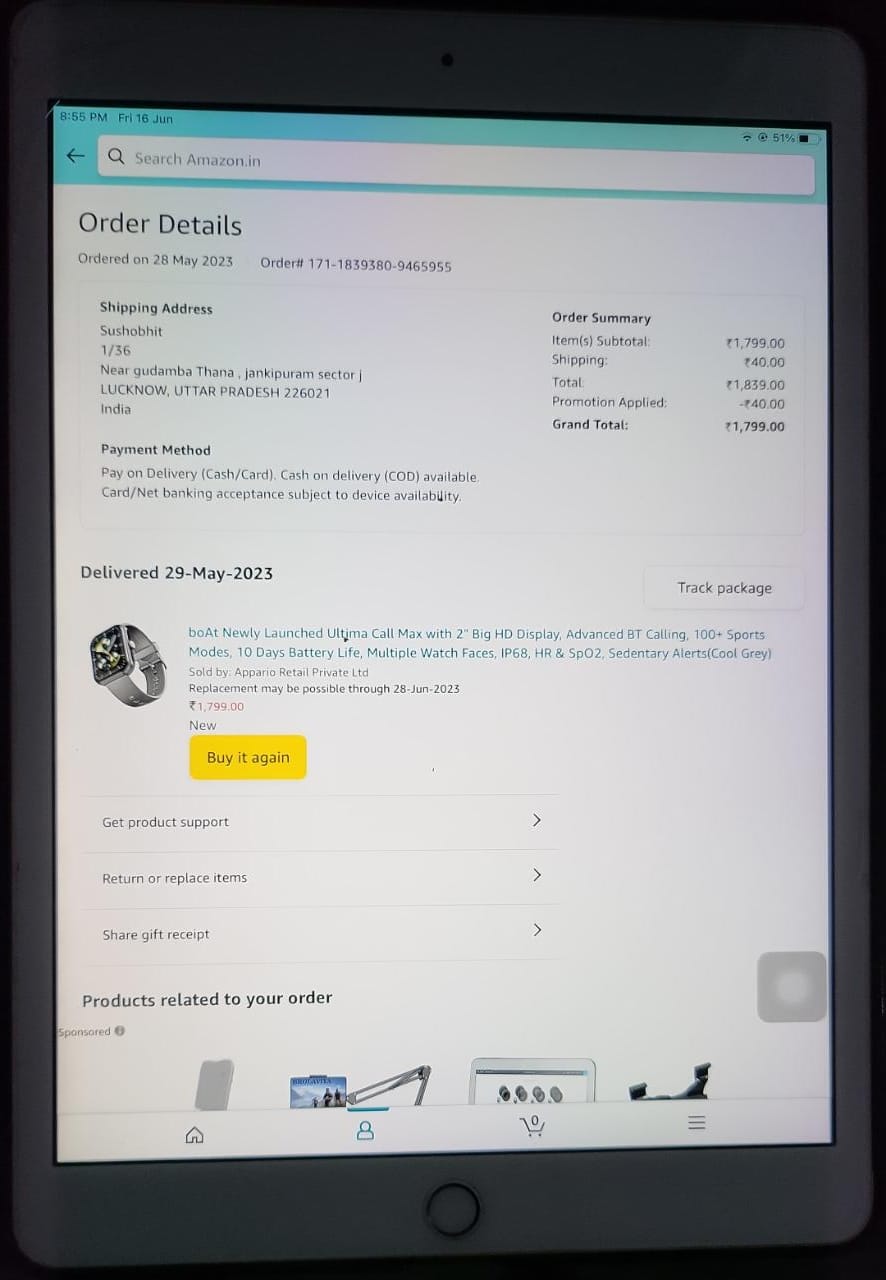 8:55 PM Fri 16 Jun
51%
Search Amazon.in
Order Details
Ordered on 28 May 2023 Order# 171-1839380-9465955
Shipping Address
Sushobhit
1/36
Near gudamba Thana , jankipuram sector j
LUCKNOW, UTTAR PRADESH 226021
India
Payment Method
Pay on Delivery (Cash/Card). Cash on delivery (COD) available.
Card/Net banking acceptance subject to device availability.
Order Summary
Item(s) Subtotal: ₹1,799.00
Shipping: ₹40.00
Total: ₹1,839.00
Promotion Applied: -₹40.00
Grand Total: ₹1,799.00
Delivered 29-May-2023
Track package
boAt Newly Launched Ultima Call Max with 2" Big HD Display, Advanced BT Calling, 100+ Sports
Modes, 10 Days Battery Life, Multiple Watch Faces, IP68, HR & SpO2, Sedentary Alerts(Cool Grey)
Sold by: Appario Retail Private Ltd
Replacement may be possible through 28-Jun-2023
₹1,799.00
New
Buy it again
Get product support
Return or replace items
Share gift receipt
Products related to your order
Sponsored
0